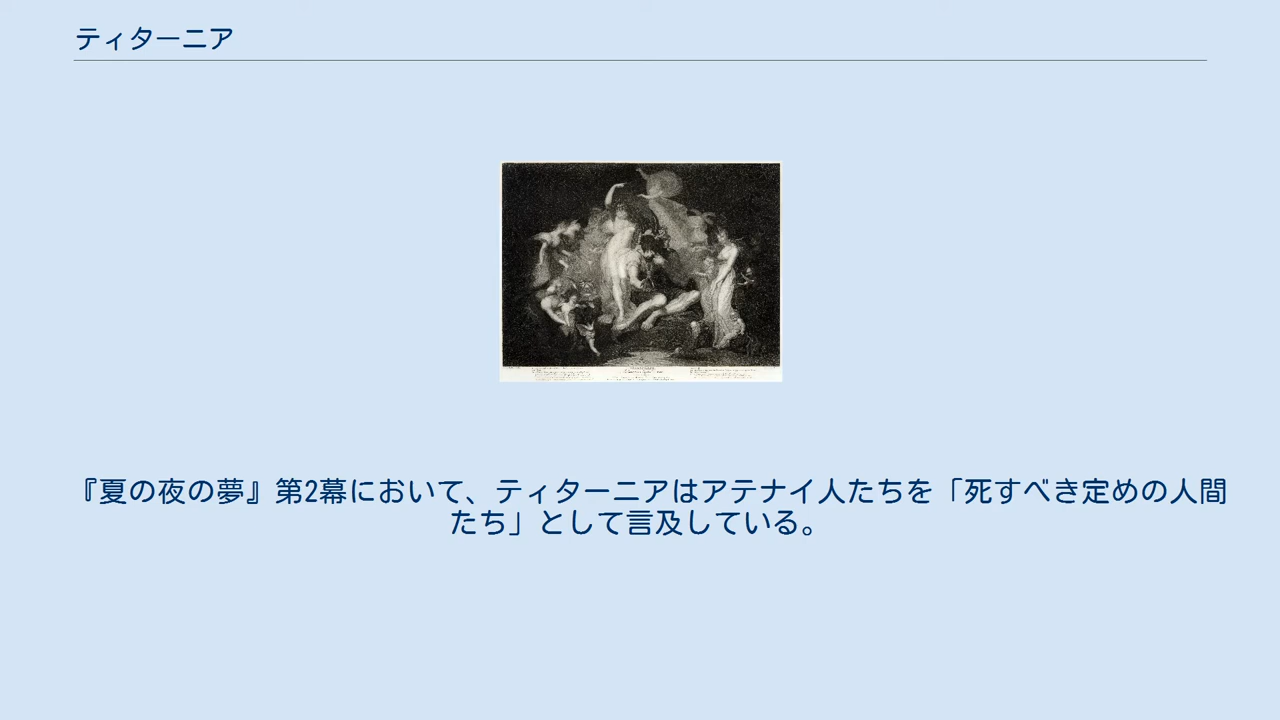 ティターニア
『夏の夜の夢』第2幕において、ティターニアはアテナイ人たちを「死すべき定めの人間
たち」として言及している。